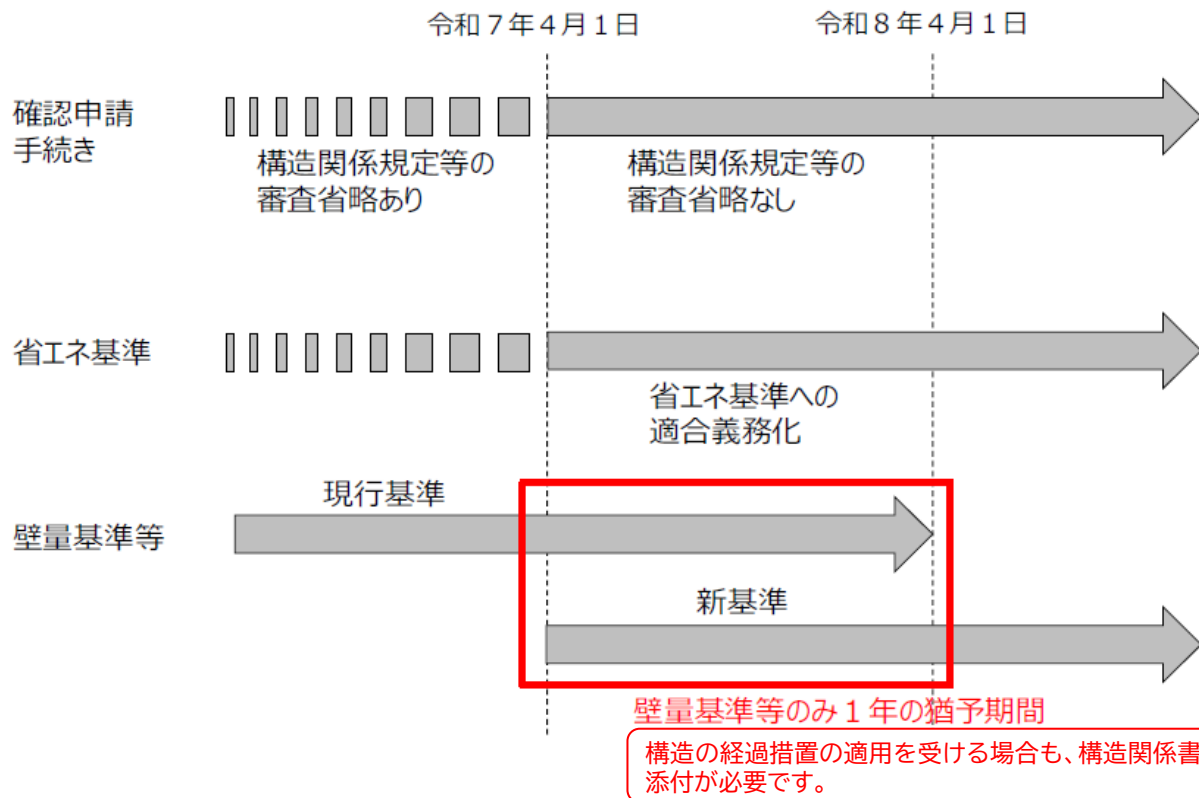 令和７年４月１日
令和８年４月１日
確認申請
手続き
構造関係規定等の
審査省略あり
構造関係規定等の
審査省略なし
省エネ基準
省エネ基準への
適合義務化
現行基準
壁量基準等
新基準
壁量基準等のみ１年の猶予期間
構造の経過措置の適用を受ける場合も、構造関係書
添付が必要です。